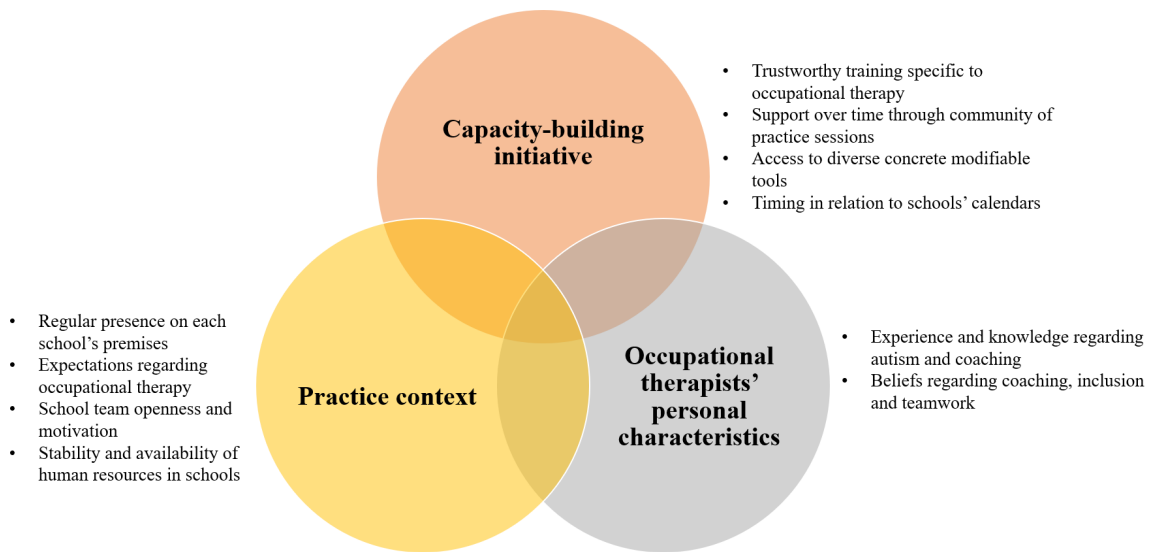 Capacity-building
initiative
• Trustworthy training specific to
occupational therapy
• Support over time through community of
practice sessions
• Access to diverse concrete modifiable
tools
• Timing in relation to schools’ calendars
• Regular presence on each
school’s premises
• Expectations regarding
occupational therapy
• School team openness and
motivation
• Stability and availability of
human resources in schools
Practice context
Occupational
therapists’
personal
characteristics
• Experience and knowledge regarding
autism and coaching
• Beliefs regarding coaching, inclusion
and teamwork